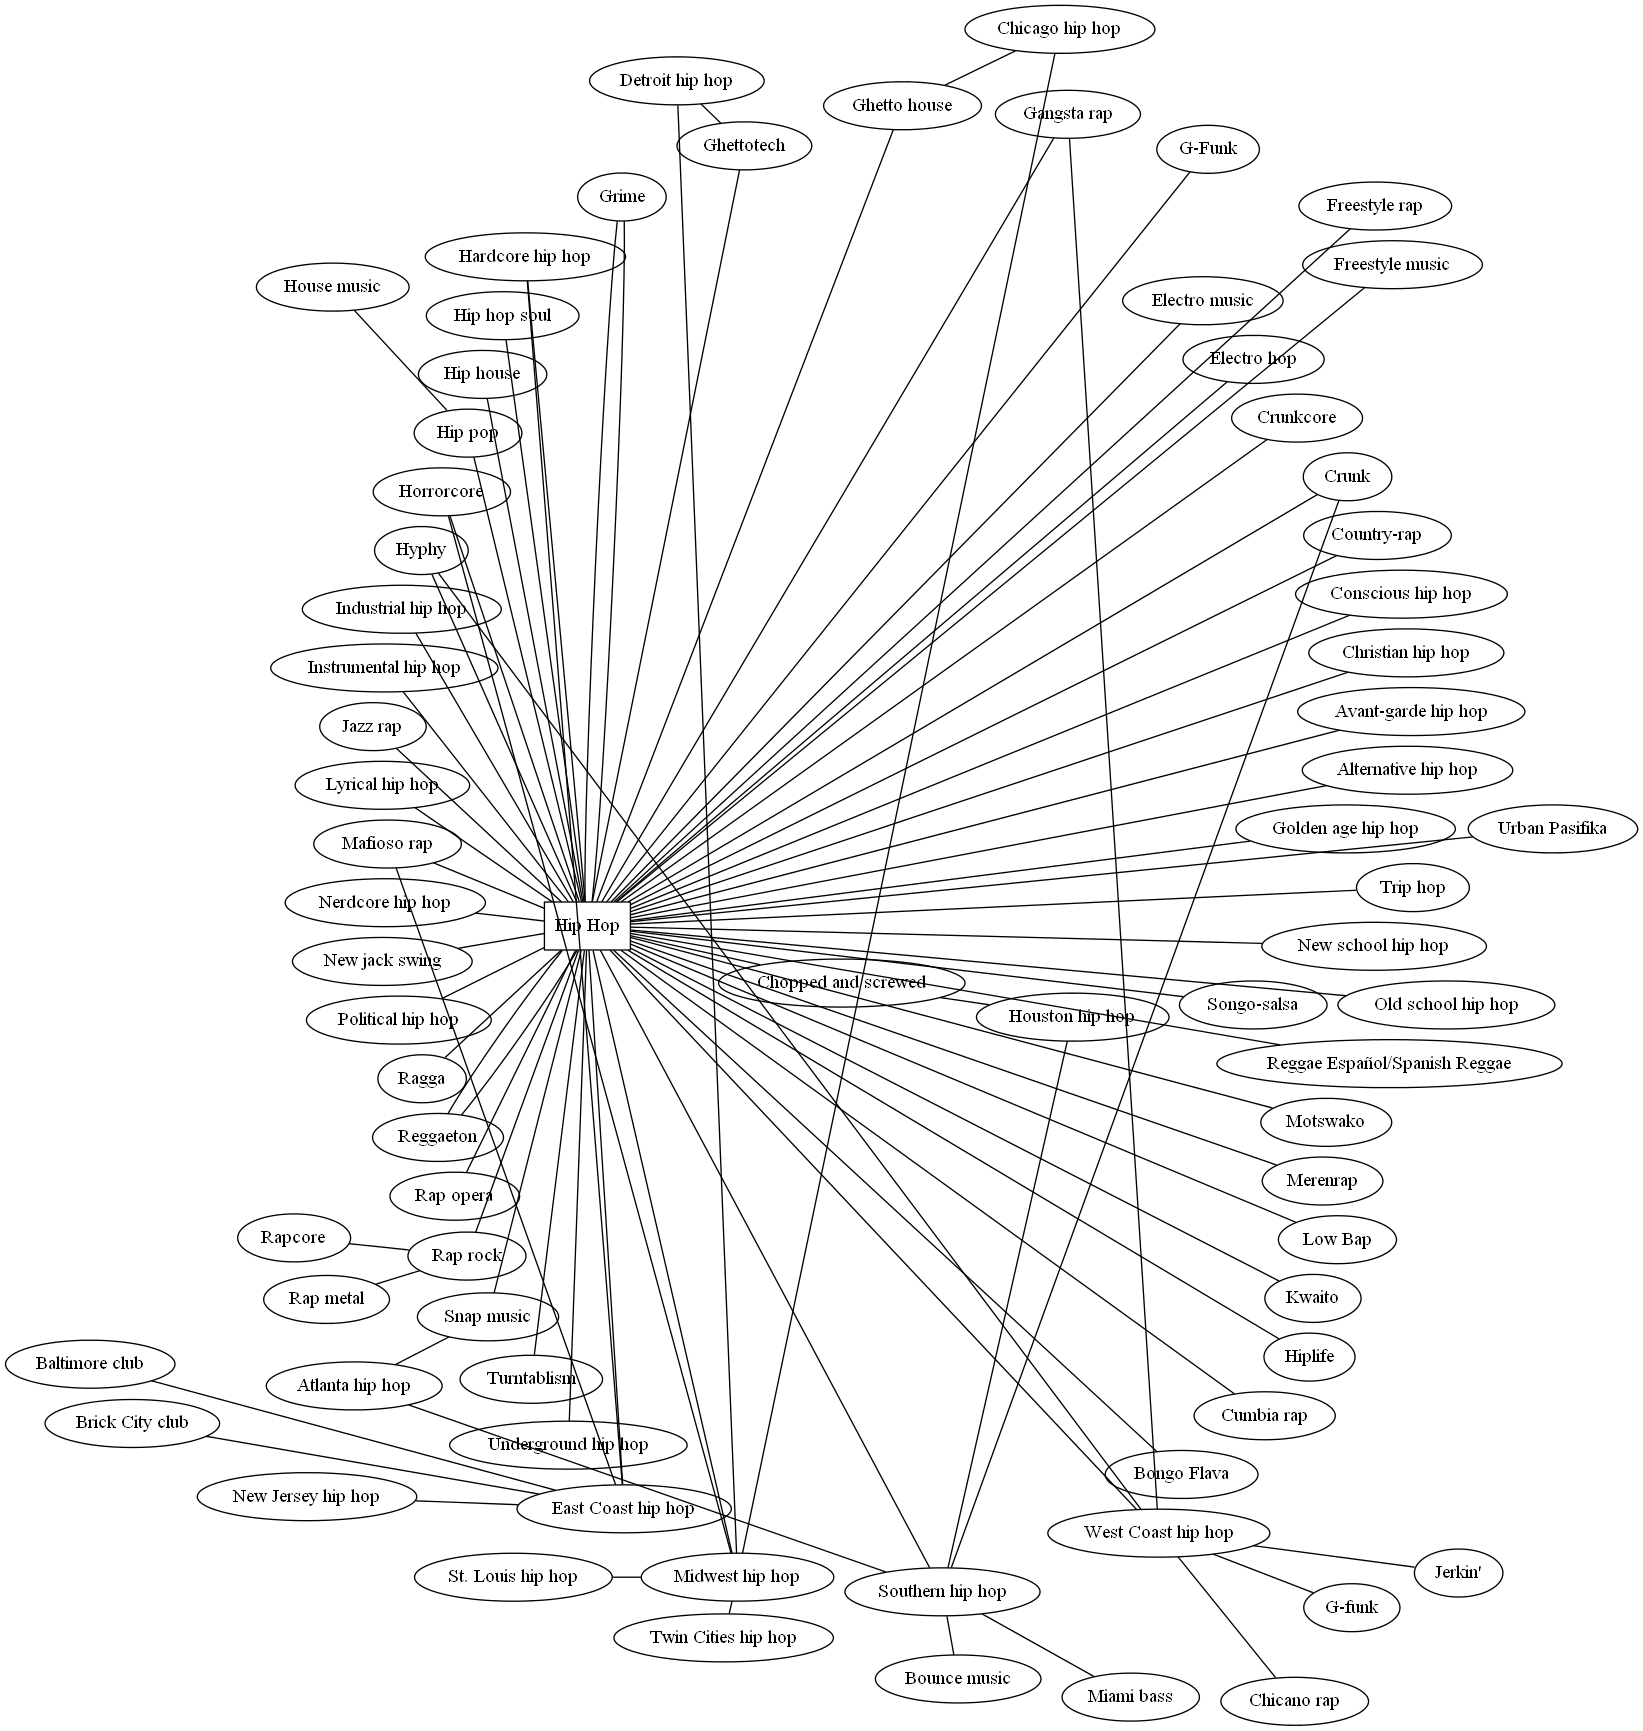 Chicago hip hop
Detroit hip hop
Ghetto house
Gangsta rap
Ghettotech
G-Funk
Grime
Freestyle rap
Hardcore hip hop
Freestyle music
House music
Electro music
Hip hop soul
Electro hop
Hip house
Crunkcore
Hip pop
Crunk
Horrorcore
Country-rap
Hyphy
Conscious hip hop
Industrial hip hop
Christian hip hop
Instrumental hip hop
Avant-garde hip hop
Jazz rap
Alternative hip hop
Lyrical hip hop
Golden age hip hop
Urban Pasifika
Mafioso rap
Trip hop
Nerdcore hip hop
Hip Hop
New school hip hop
New jack swing
Chopped and screwed
Songo-salsa
Old school hip hop
Houston hip hop
Political hip hop
Reggae Español/Spanish Reggae
Ragga
Motswako
Reggaeton
Merenrap
Rap opera
Rapcore
Low Bap
Rap rock
Rap metal
Kwaito
Snap music
Hiplife
Baltimore club
Turntablism
Atlanta hip hop
Cumbia rap
Brick City club
Underground hip hop
Bongo Flava
New Jersey hip hop
East Coast hip hop
West Coast hip hop
Jerkin'
St. Louis hip hop
Midwest hip hop
Southern hip hop
G-funk
Twin Cities hip hop
Bounce music
Miami bass
Chicano rap